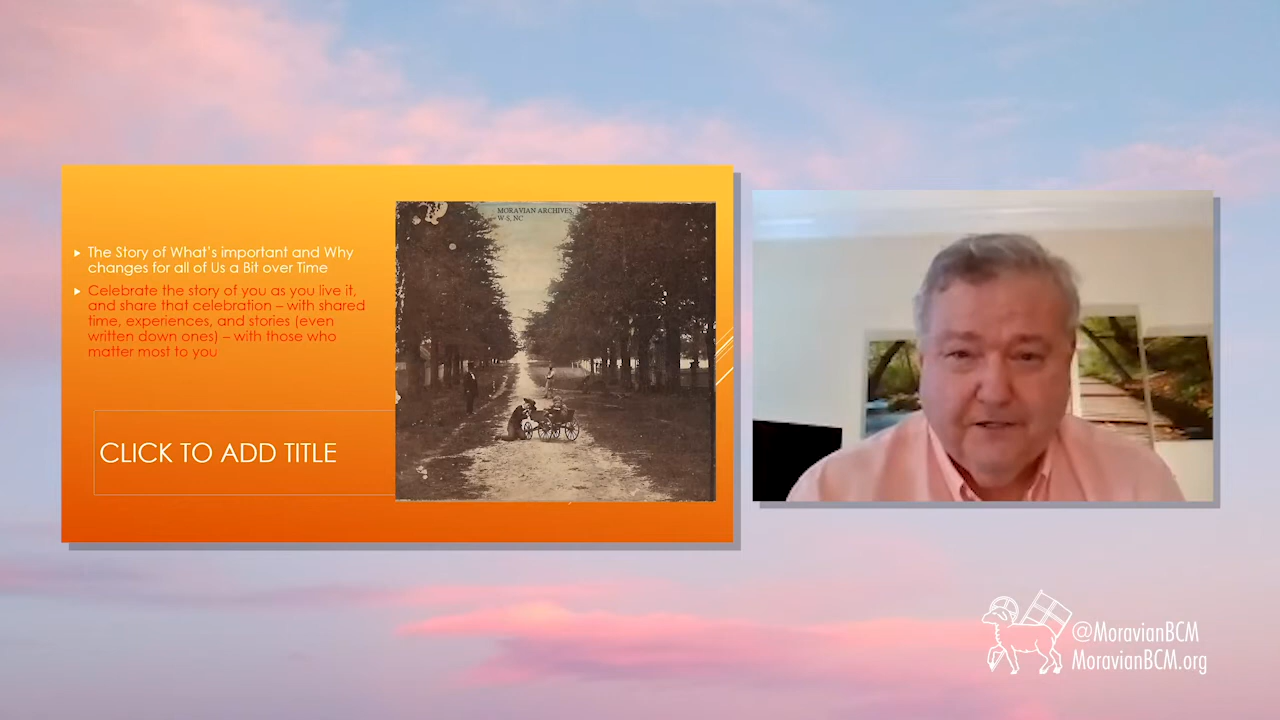 The Story of What's important and Why
changes for all of Us a Bit over Time
Celebrate the story of you as you live it,
and share that celebration – with shared
time, experiences, and stories (even
written down ones) – with those who
matter most to you
CLICK TO ADD TITLE
MORAVIAN ARCHIVES,
W-S, NC
@MoravianBCM
MoravianBCM.org